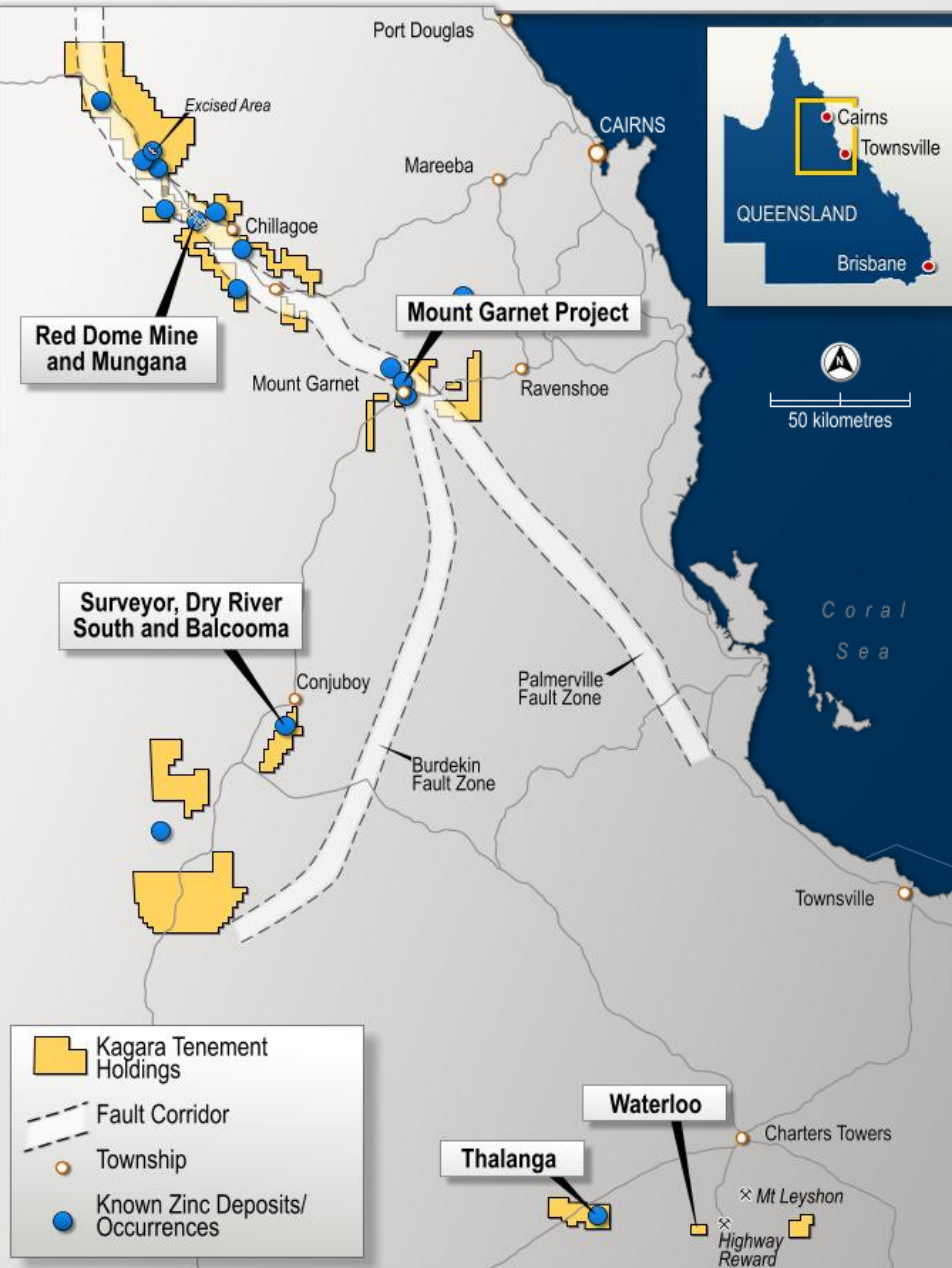 Port Douglas
Excised Area
CAIRNS
Mareeba
Chillagoe
Cairns
Townsville
QUEENSLAND
Brisbane
Red Dome Mine
and Mungana
Mount Garnet Project
Mount Garnet
Ravenshoe
N
50 kilometres
Surveyor, Dry River
South and Balcooma
Coral
Sea
Conjuboy
Palmerville
Fault Zone
Burdekin
Fault Zone
Townsville
Kagara Tenement
Holdings
Fault Corridor
Township
Known Zinc Deposits/
Occurrences
Waterloo
Thalanga
Charters Towers
Mt Leyshon
Highway
Reward